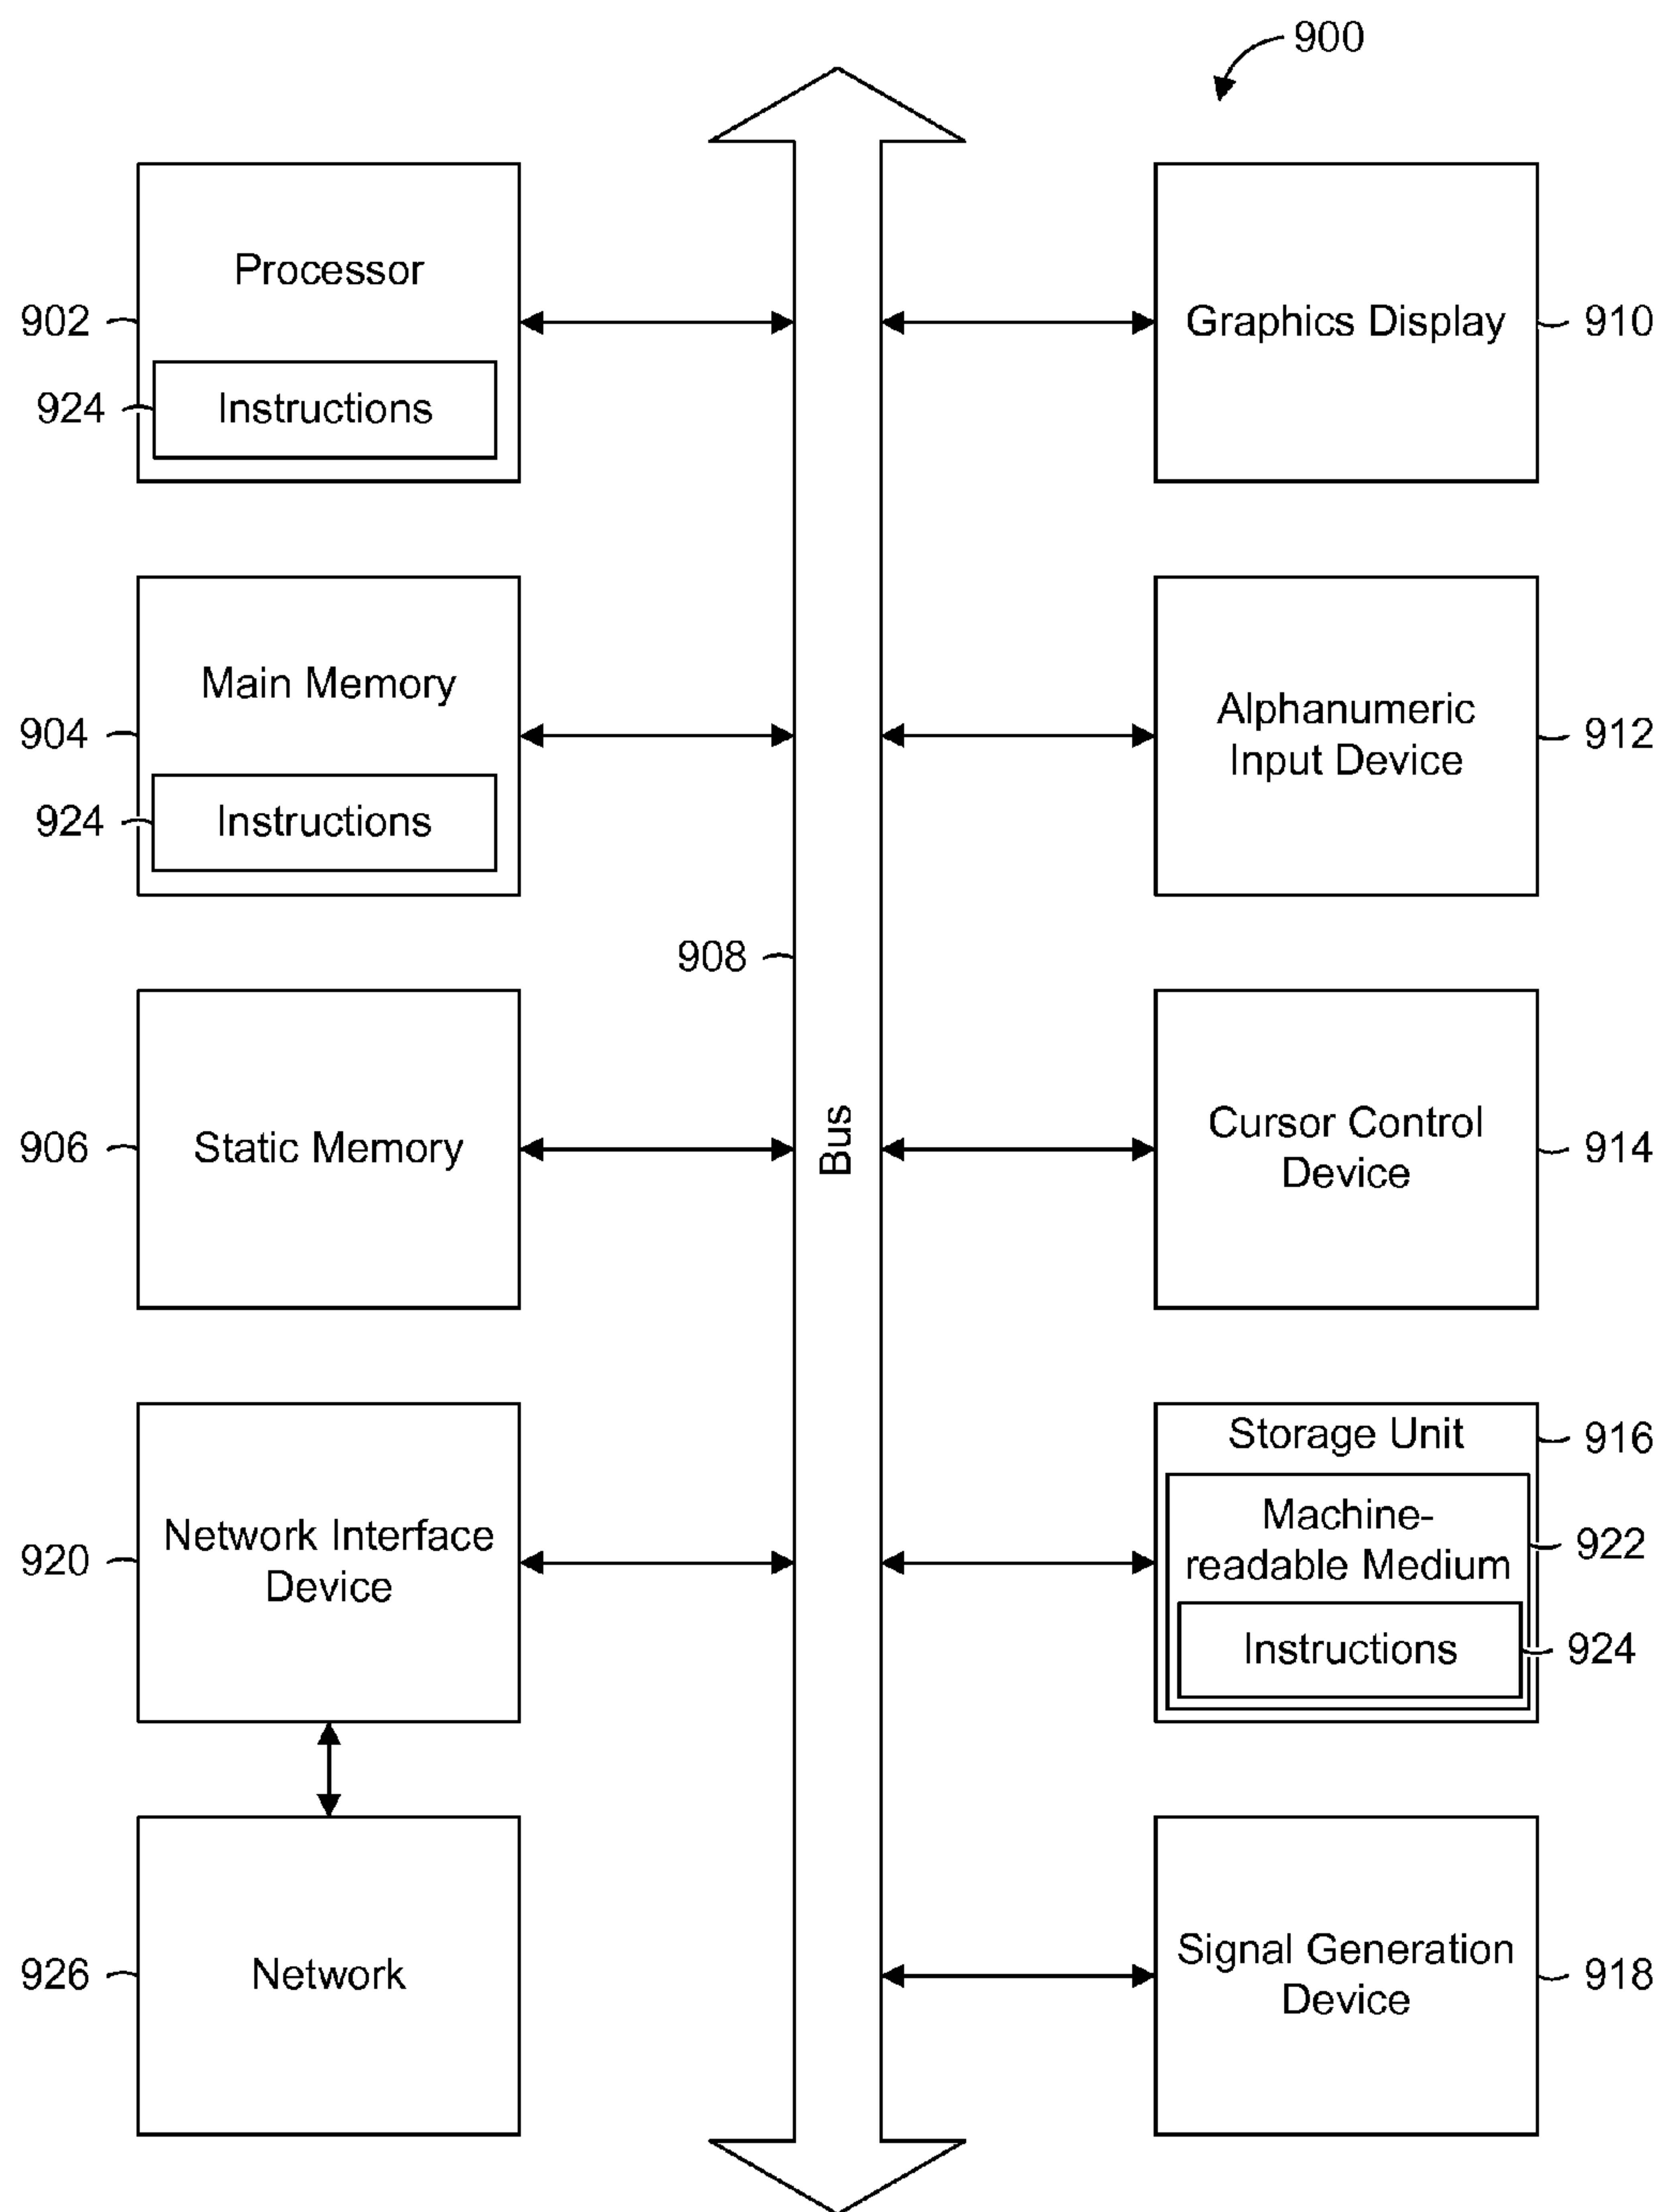 900
Processor
902
924
Instructions
Graphics Display
910
Main Memory
904
924
Instructions
Alphanumeric
Input Device
912
908
Bus
906
Static Memory
Cursor Control
Device
914
920
Network Interface
Device
Storage Unit
916
Machine-
readable Medium
922
Instructions
924
926
Network
Signal Generation
Device
918